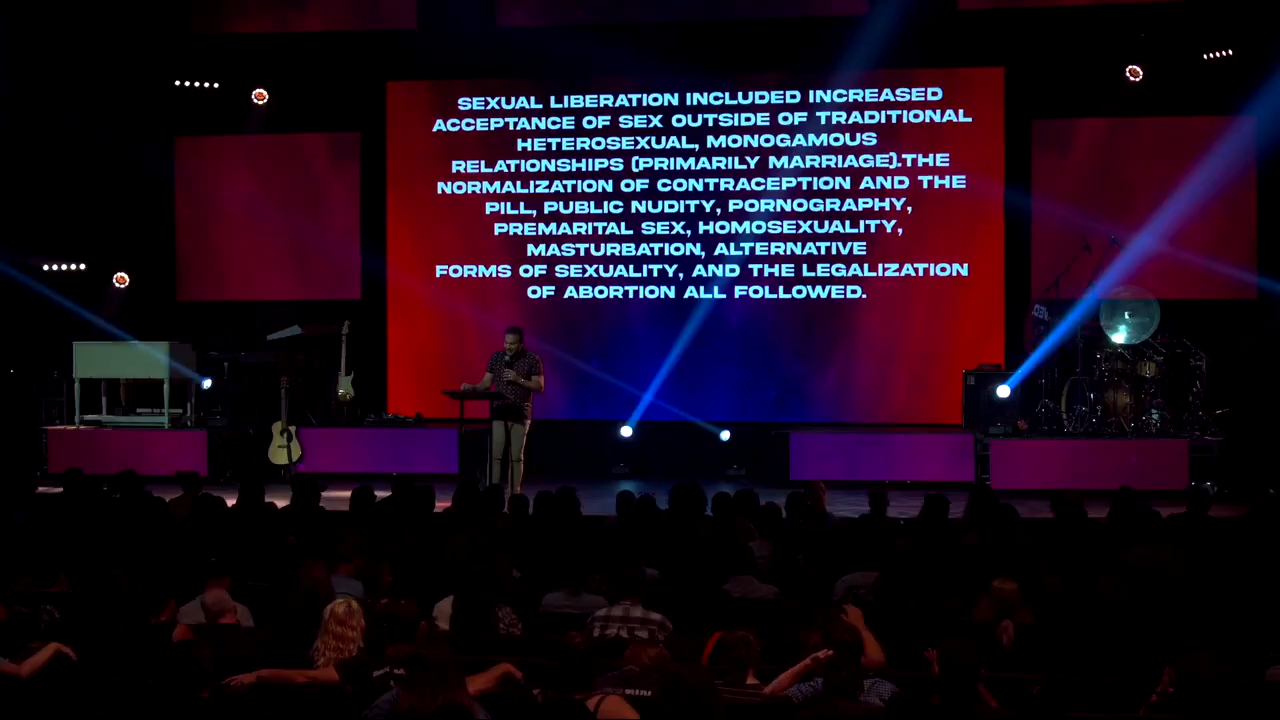 SEXUAL LIBERATION INCLUDED INCREASED
ACCEPTANCE OF SEX OUTSIDE OF TRADITIONAL
HETEROSEXUAL, MONOGAMOUS
RELATIONSHIPS (PRIMARILY MARRIAGE).THE
NORMALIZATION OF CONTRACEPTION AND THE
PILL, PUBLIC NUDITY, PORNOGRAPHY,
PREMARITAL SEX, HOMOSEXUALITY,
MASTURBATION, ALTERNATIVE
FORMS OF SEXUALITY, AND THE LEGALIZATION
OF ABORTION ALL FOLLOWED.